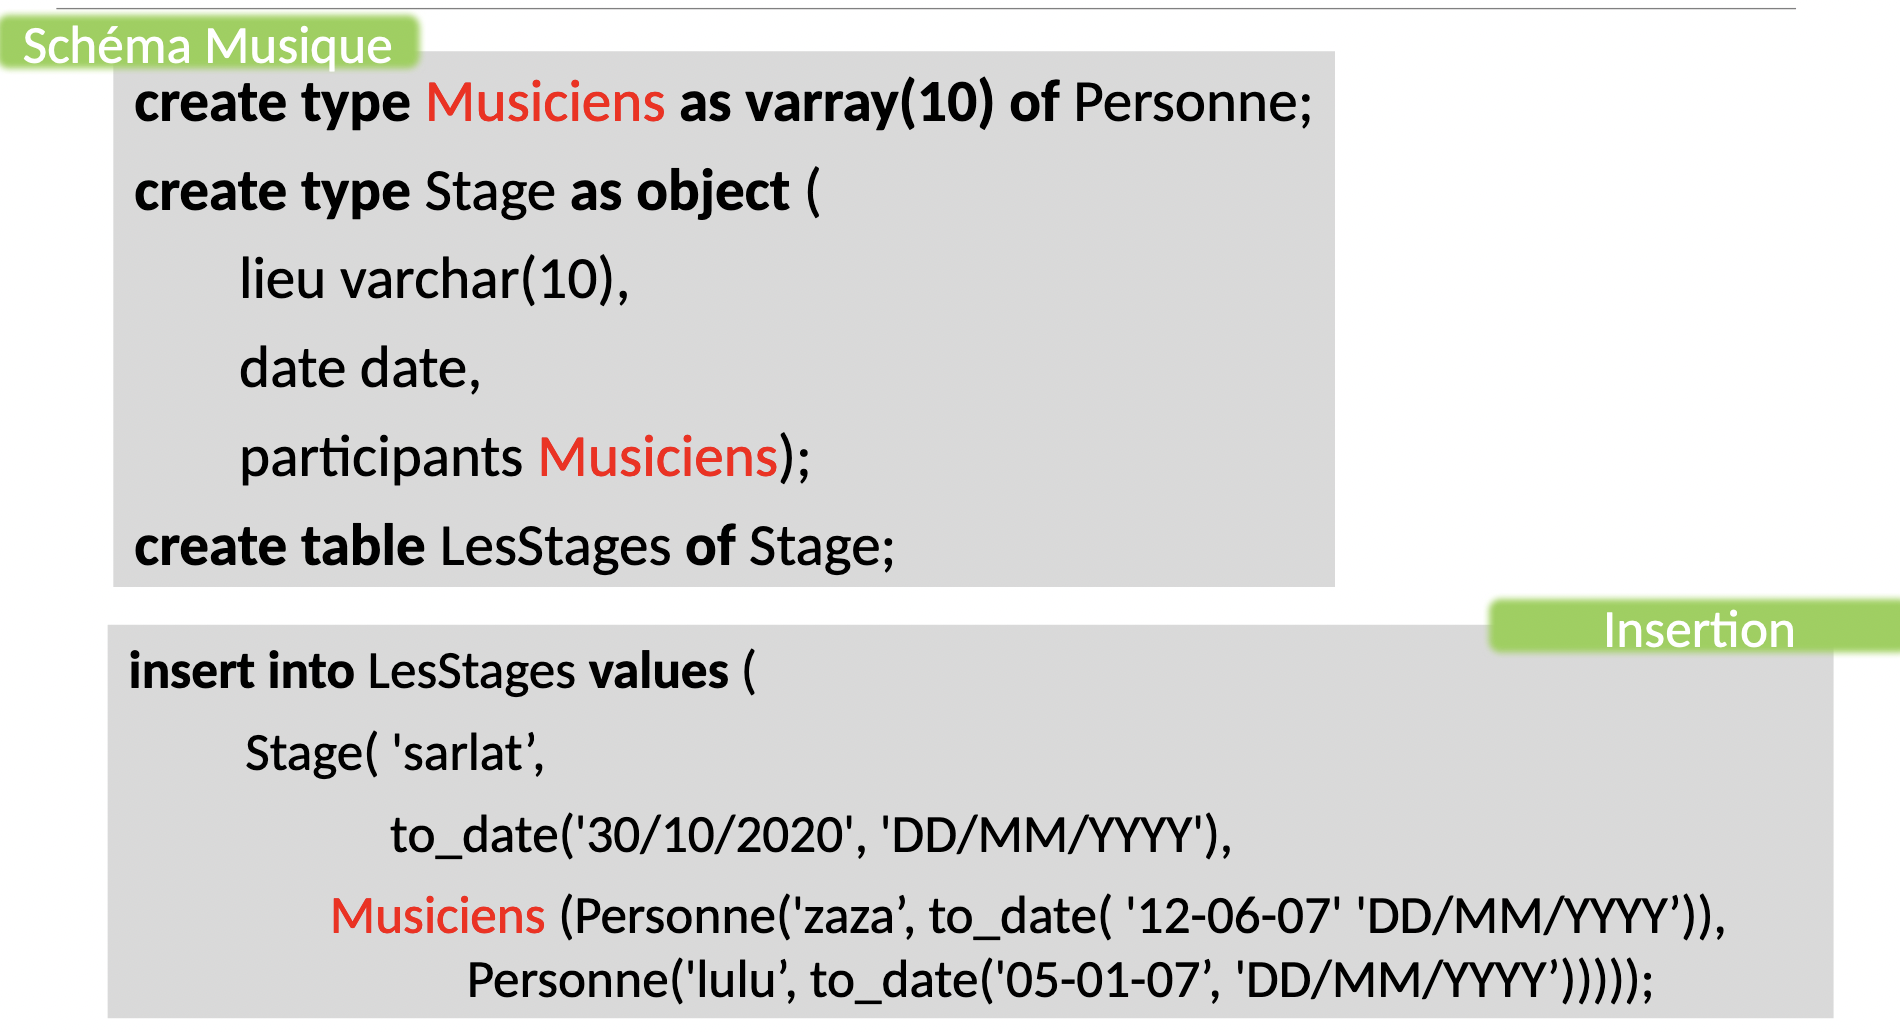 Schéma Musique
create type Musiciens as varray(10) of Personne;
create type Stage as object (
lieu varchar(10),
date date,
participants Musiciens);
create table LesStages of Stage;
Insertion
insert into LesStages values (
Stage( 'sarlat’,
to_date('30/10/2020', 'DD/MM/YYYY'),
Musiciens (Personne('zaza’, to_date( '12-06-07' 'DD/MM/YYYY’)),
Personne('lulu’, to_date('05-01-07’, 'DD/MM/YYYY’)))));